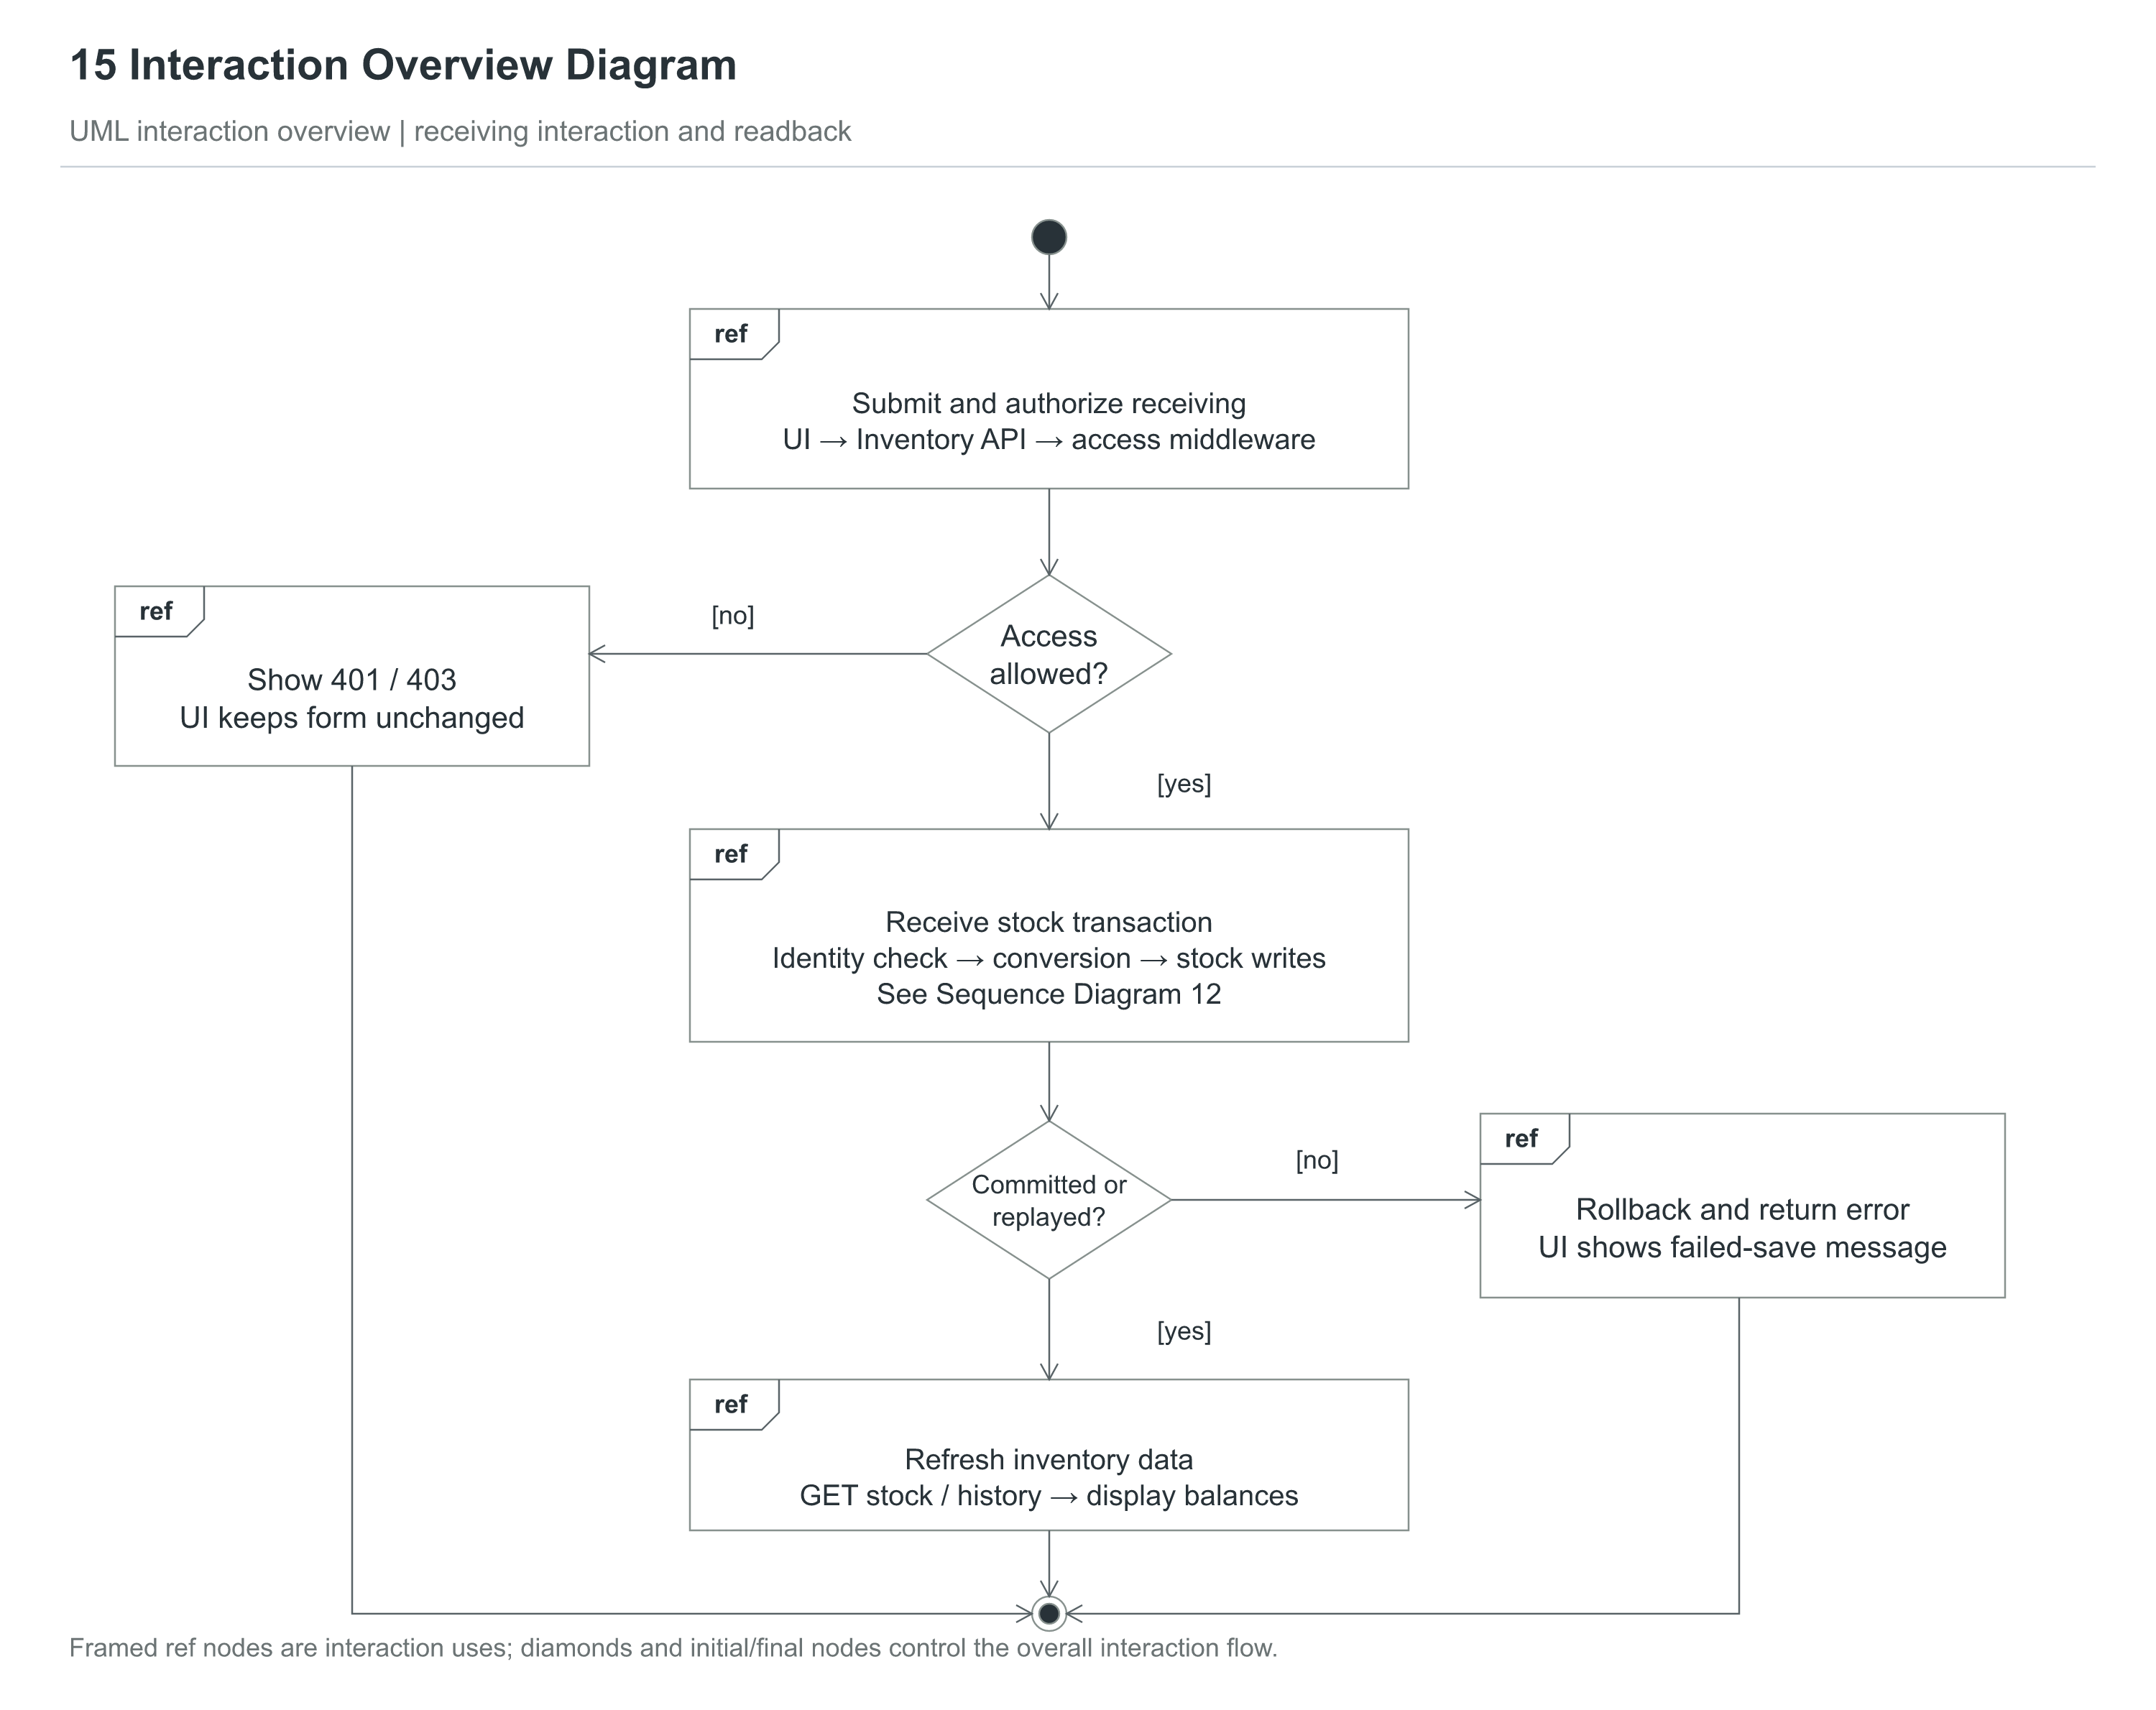 15 Interaction Overview Diagram
UML interaction overview | receiving interaction and readback
ref
Submit and authorize receiving
UI → Inventory API → access middleware
ref
Show 401 / 403
UI keeps form unchanged
[no]
Access
allowed?
[yes]
ref
Receive stock transaction
Identity check → conversion → stock writes
See Sequence Diagram 12
Committed or
replayed?
[no]
ref
Rollback and return error
UI shows failed-save message
[yes]
ref
Refresh inventory data
GET stock / history → display balances
Framed ref nodes are interaction uses; diamonds and initial/final nodes control the overall interaction flow.